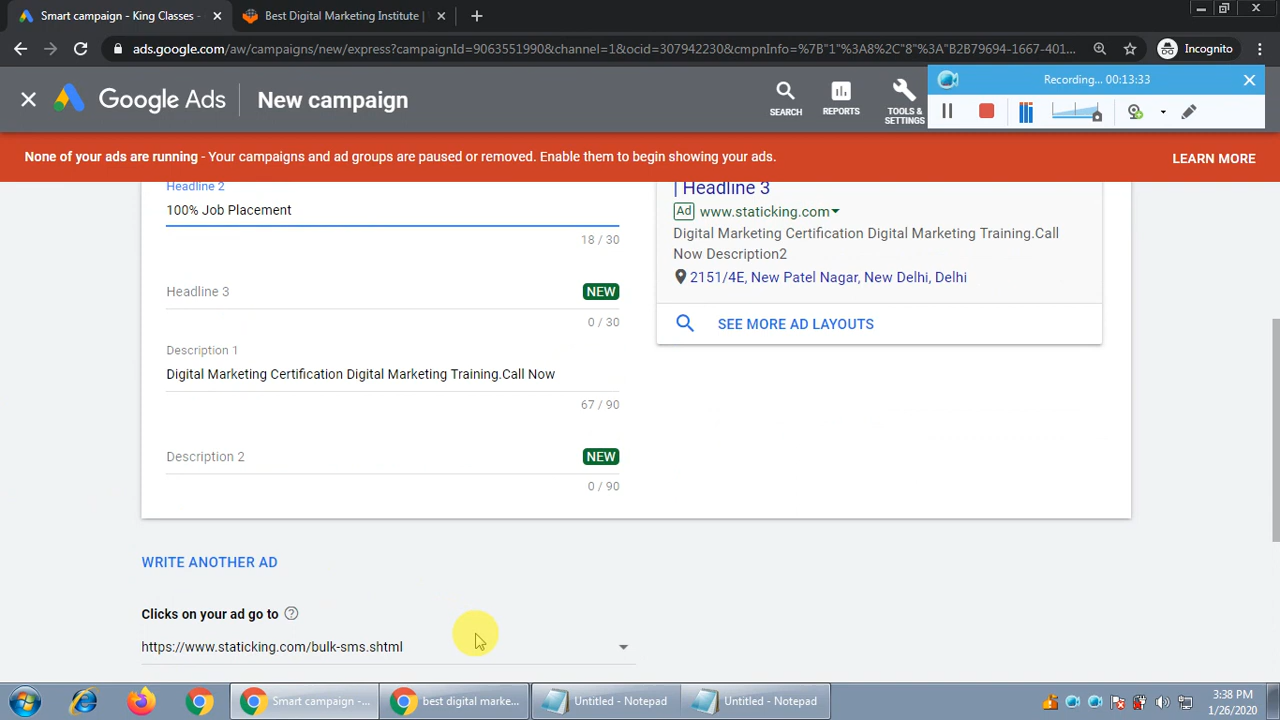 Smart campaign - King Classes -
Best Digital Marketing Institute |
ads.google.com/aw/campaigns/new/express?campaignId=9063551990&channel=1&ocid=307942230&cmpnInfo=%7B"1"%3A8%2C"8"%3A"B2B79694-1667-401...
Incognito
Google Ads
New campaign
SEARCH
REPORTS
TOOLS &
SETTINGS
Recording... 00:13:33
None of your ads are running - Your campaigns and ad groups are paused or removed. Enable them to begin showing your ads.
LEARN MORE
Headline 2
100% Job Placement
18 / 30
Headline 3
NEW
0 / 30
Description 1
Digital Marketing Certification Digital Marketing Training.Call Now
67 / 90
Description 2
NEW
0 / 90
| Headline 3
Ad www.staticking.com
Digital Marketing Certification Digital Marketing Training.Call
Now Description2
2151/4E, New Patel Nagar, New Delhi, Delhi
SEE MORE AD LAYOUTS
WRITE ANOTHER AD
Clicks on your ad go to ?
https://www.staticking.com/bulk-sms.shtml
Smart campaign -...
best digital marke...
Untitled - Notepad
Untitled - Notepad
3:38 PM
1/26/2020